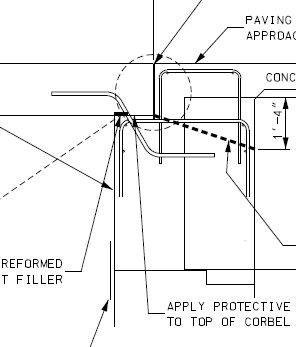 PAVING
APPROAC
CONC
1'-4"
REFORMED
T FILLER
APPLY PROTECTIVE
TO TOP OF CORBEL